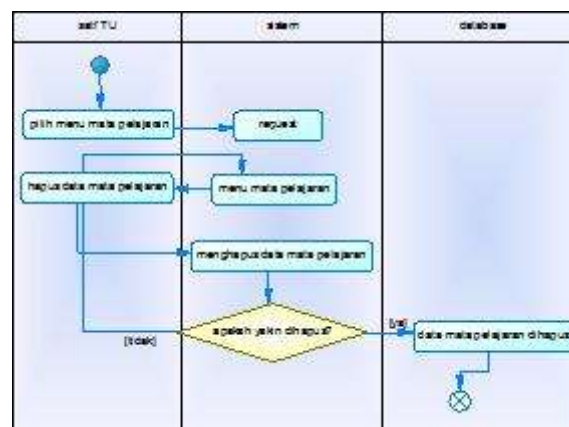 staf TU
sistem
database
pilih menu mata pelajaran
request
hapus data mata pelajaran
menu mata pelajaran
menghapus data mata pelajaran
apakah yakin dihapus?
[ya]
[tidak]
data mata pelajaran dihapus